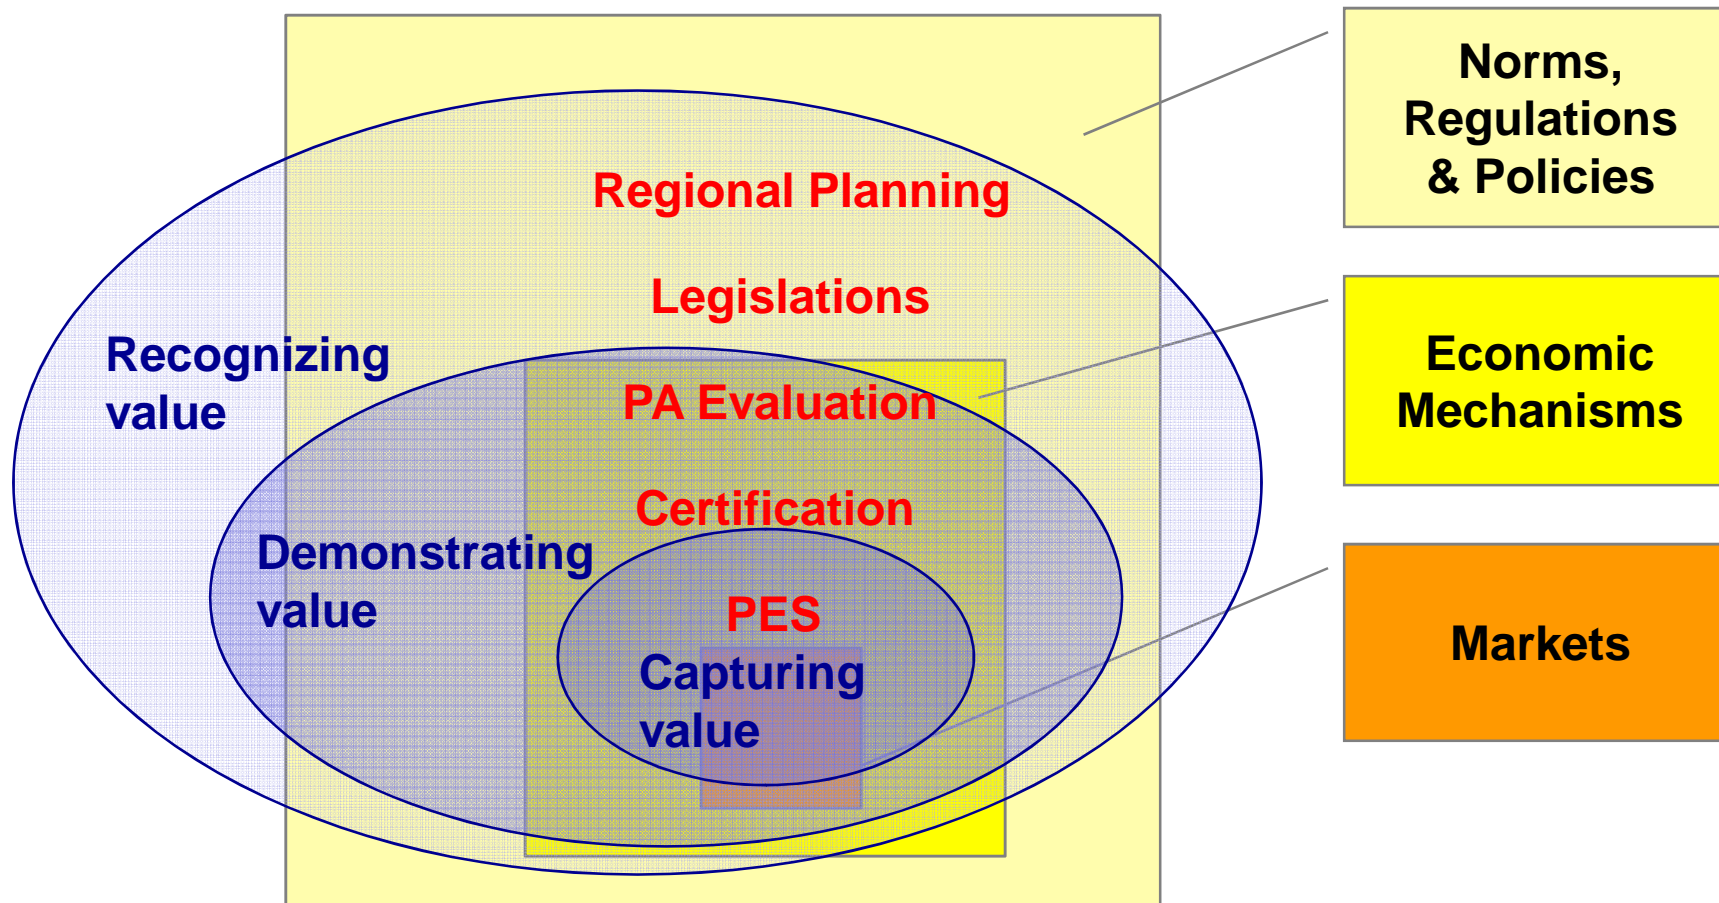 Norms,
Regulations
& Policies
Regional Planning
Legislations
Recognizing
value
Economic
Mechanisms
PA Evaluation
Certification
Demonstrating
value
PES
Capturing
value
Markets